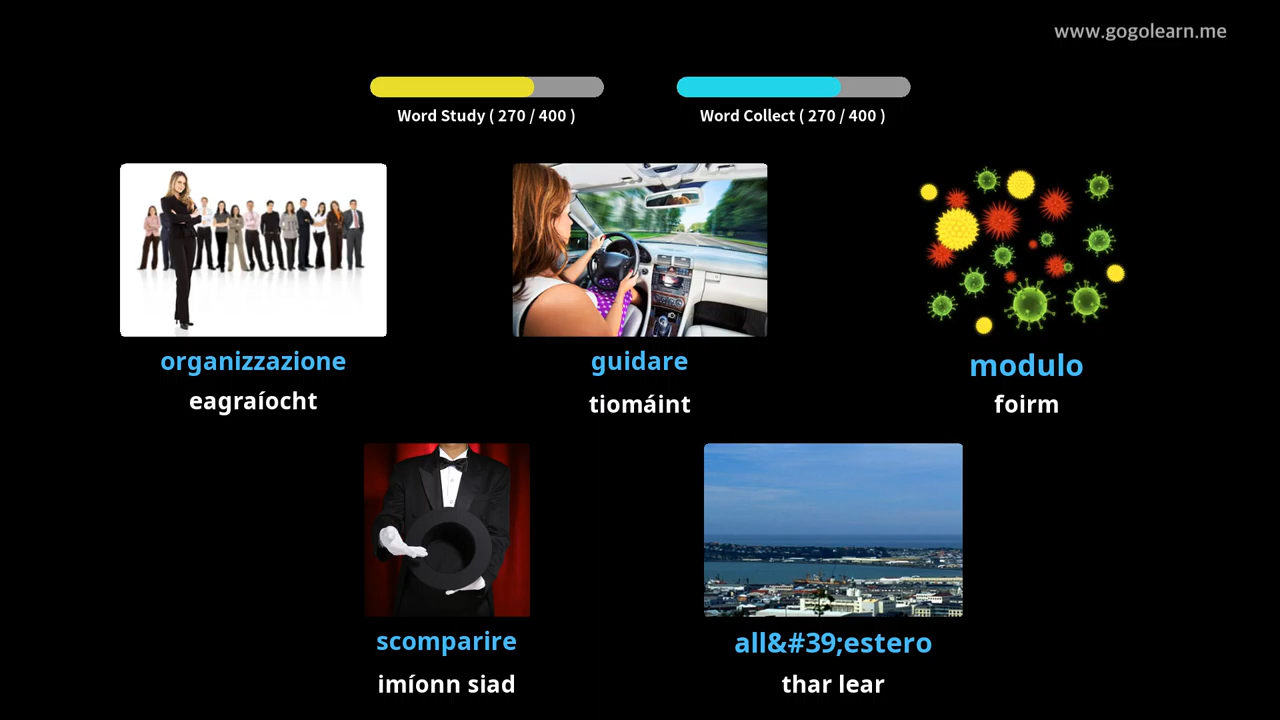 www.gogolearn.me
Word Study ( 270 / 400 )
Word Collect ( 270 / 400 )
organizzazione
guidare
modulo
eagraíocht
tiomáint
foirm
scomparire
all&#39;estero
imíonn siad
thar lear